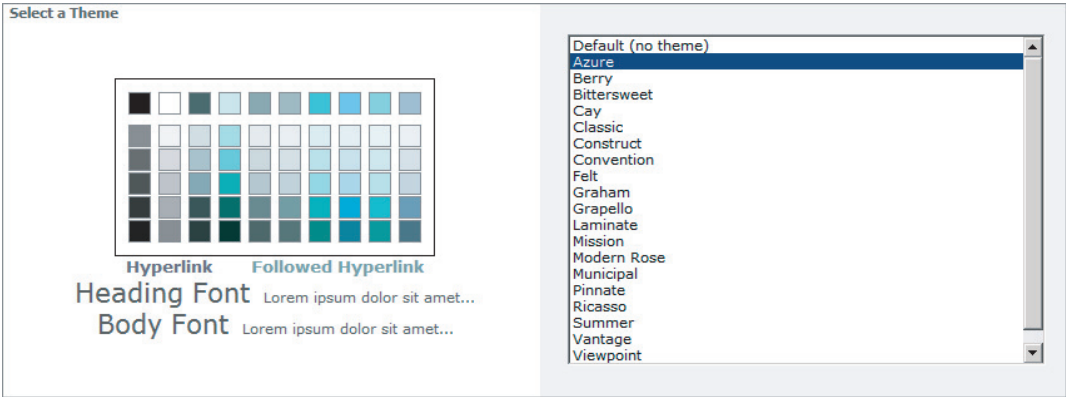 Select a Theme
Hyperlink Followed Hyperlink
Heading Font Lorem ipsum dolor sit amet...
Body Font Lorem ipsum dolor sit amet...
Default (no theme)
Azure
Berry
Bittersweet
Cay
Classic
Construct
Convention
Felt
Graham
Grapello
Laminate
Mission
Modern Rose
Municipal
Pinnate
Ricasso
Summer
Vantage
Viewpoint